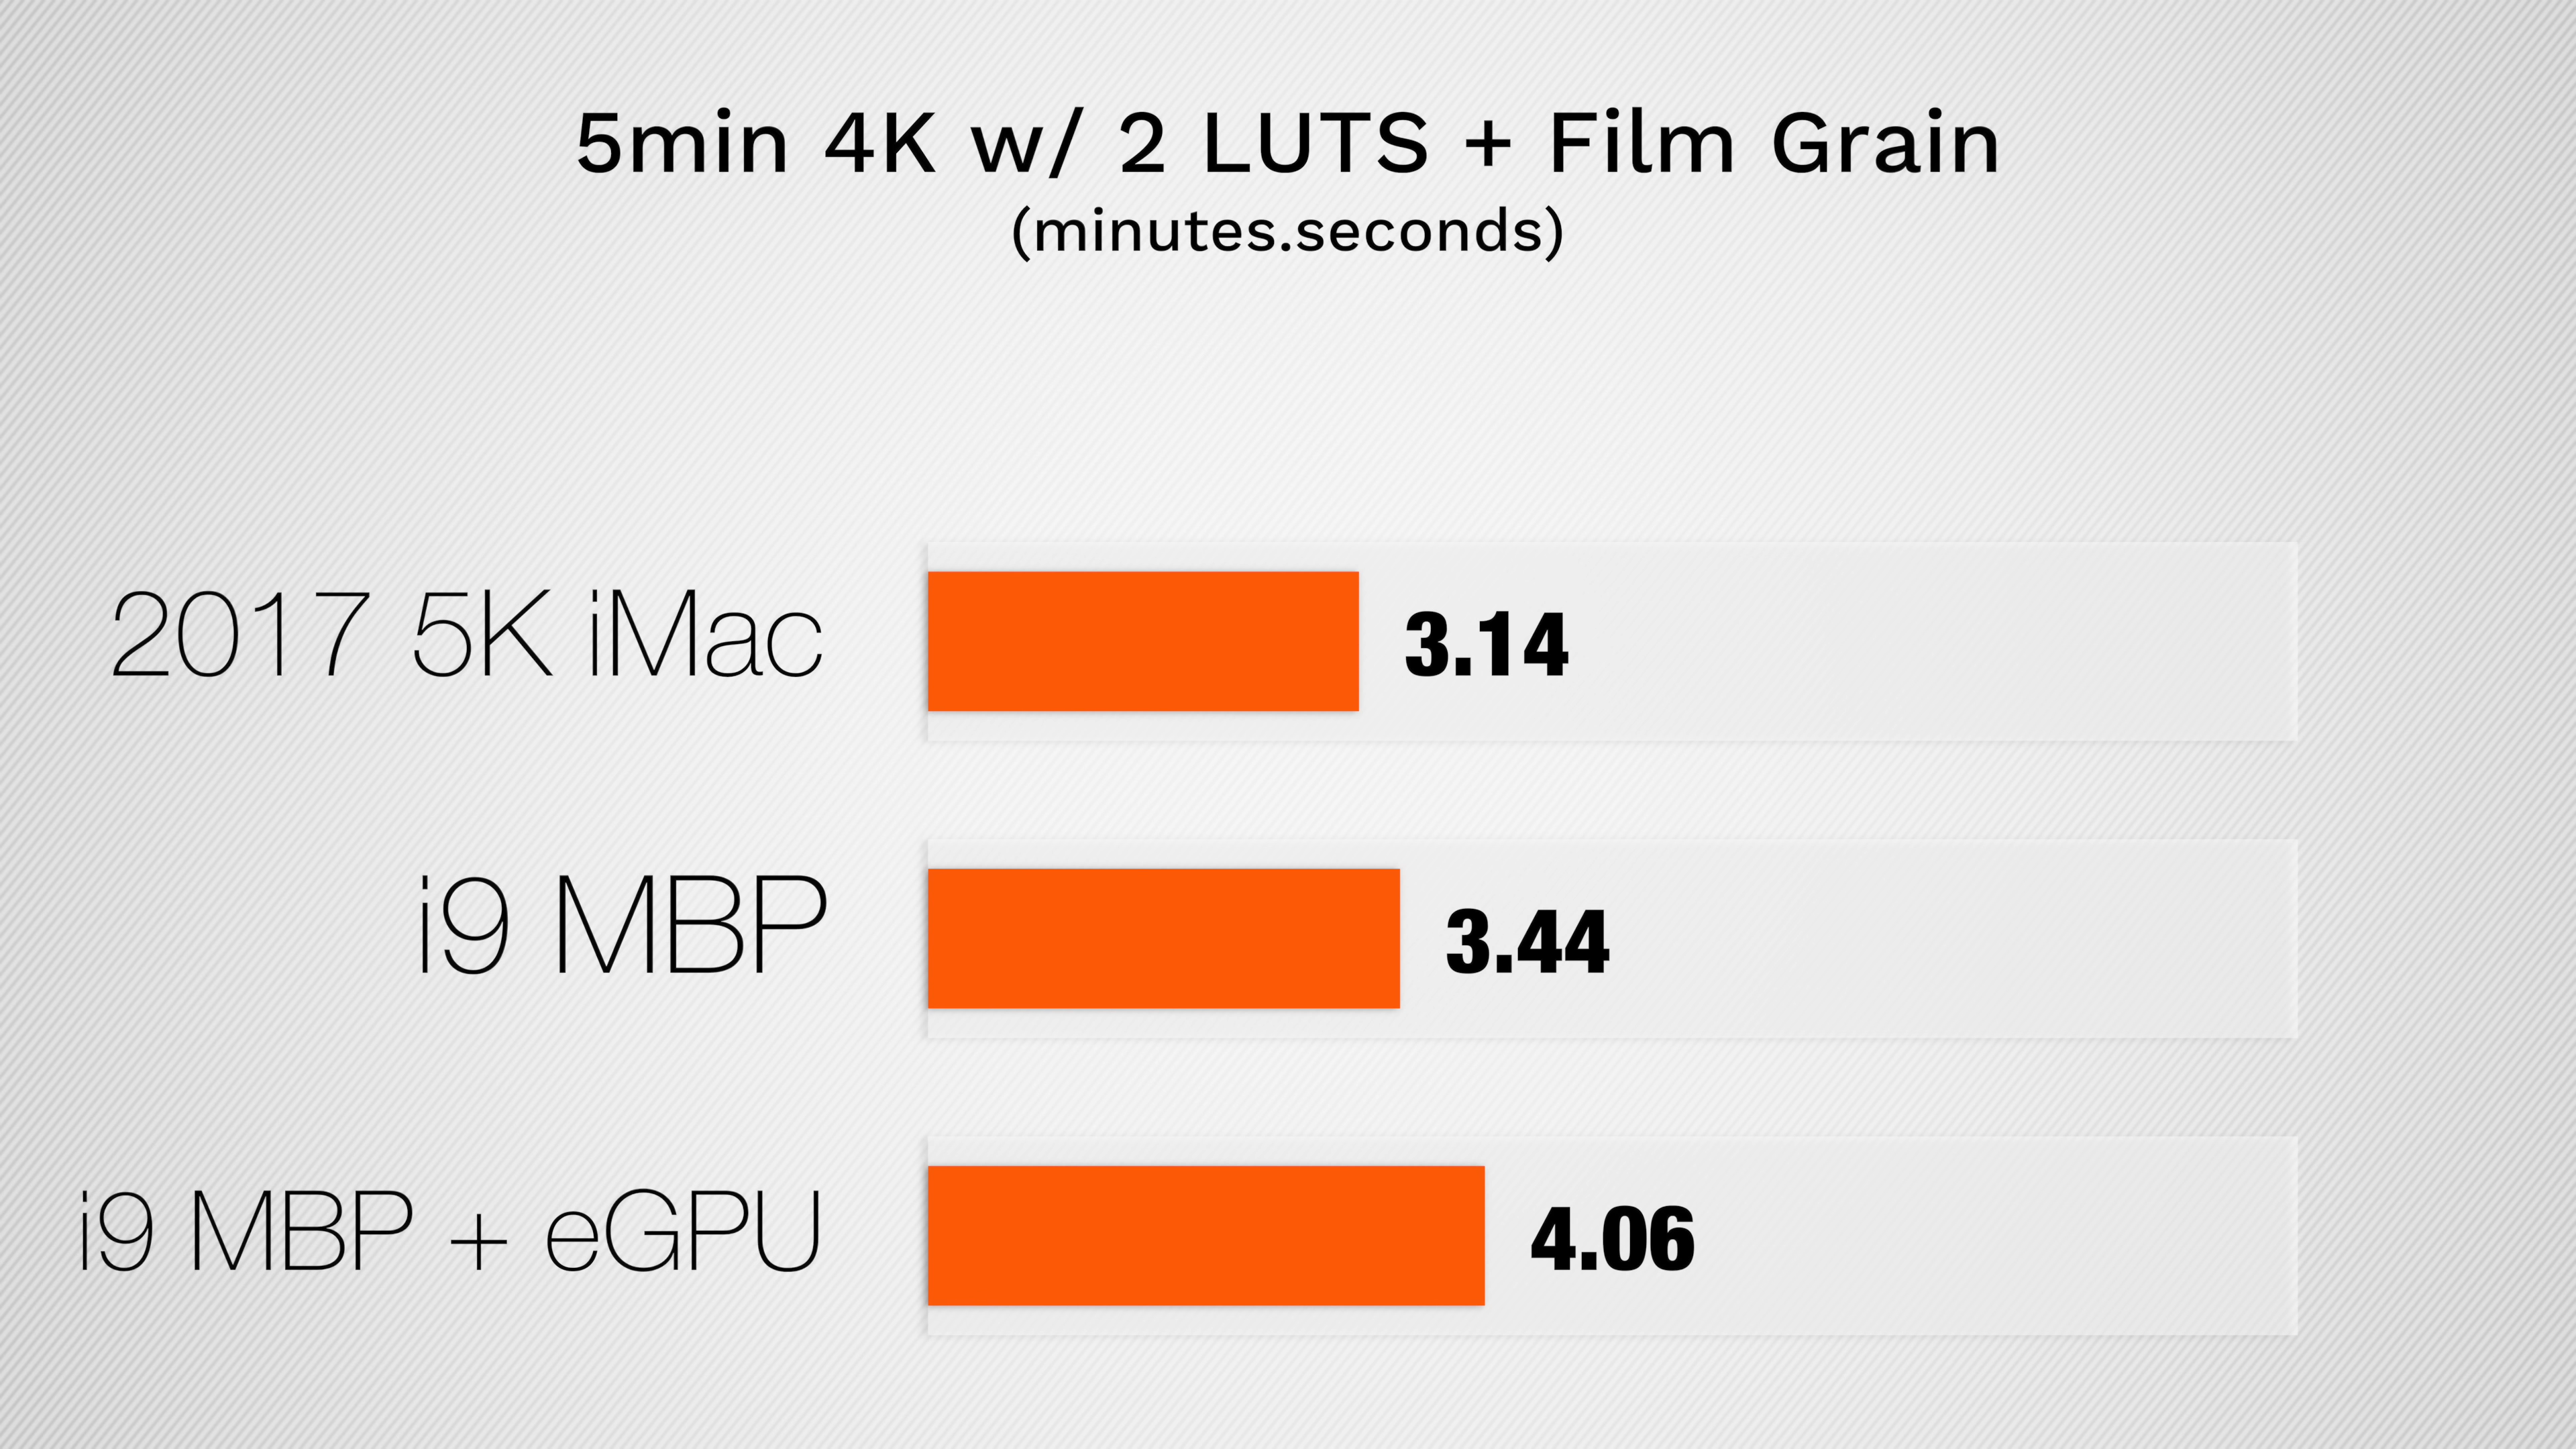 5min 4K w/ 2 LUTS + Film Grain
(minutes.seconds)
2017 5K iMac
3.14
i9 MBP
3.44
i9 MBP + eGPU
4.06